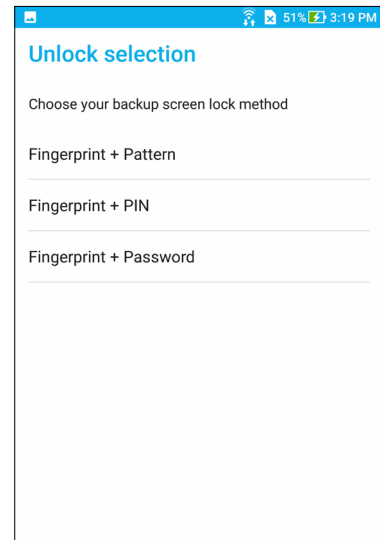 51% 3:19 PM
Unlock selection
Choose your backup screen lock method
Fingerprint + Pattern
Fingerprint + PIN
Fingerprint + Password